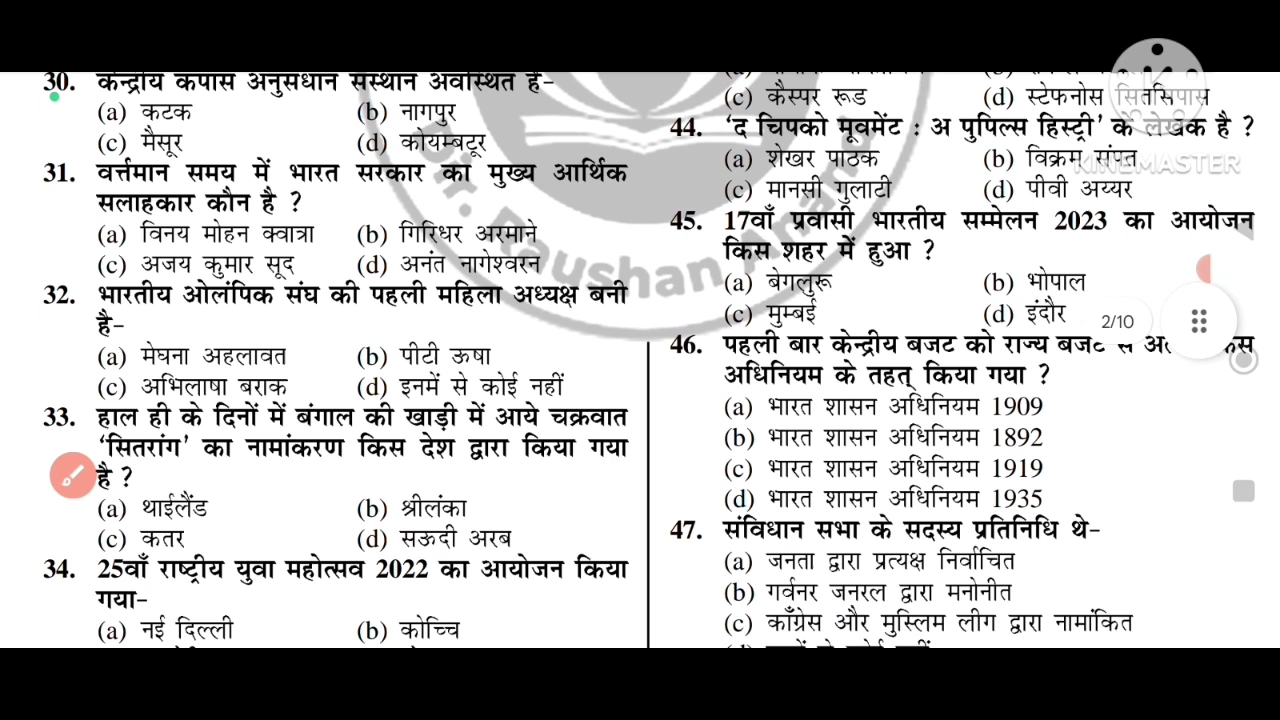 30. केन्द्रीय कपास अनुसंधान संस्थान अवस्थित है-
(a) कटक (b) नागपुर
(c) मैसूर (d) कोयम्बटूर
31. वर्त्तमान समय में भारत सरकार का मुख्य आर्थिक
सलाहकार कौन है ?
(a) विनय मोहन क्वात्रा (b) गिरिधर अरमाने
(c) अजय कुमार सूद (d) अनंत नागेश्वरन
32. भारतीय ओलंपिक संघ की पहली महिला अध्यक्ष बनी
है-
(a) मेघना अहलावत (b) पीटी ऊषा
(c) अभिलाषा बराक (d) इनमें से कोई नहीं
33. हाल ही के दिनों में बंगाल की खाड़ी में आये चक्रवात
‘सितरांग’ का नामांकरण किस देश द्वारा किया गया
है ?
(a) थाईलैंड (b) श्रीलंका
(c) कतर (d) सऊदी अरब
34. 25वाँ राष्ट्रीय युवा महोत्सव 2022 का आयोजन किया
गया-
(a) नई दिल्ली (b) कोच्चि
(c) कैस्पर रूड (d) स्टेफनोस सितसिपास
44. ‘द चिपको मूवमेंट : अ पुपिल्स हिस्ट्री’ के लेखक है ?
(a) शेखर पाठक (b) विक्रम संपत
(c) मानसी गुलाटी (d) पीवी अय्यर
45. 17वाँ प्रवासी भारतीय सम्मेलन 2023 का आयोजन
किस शहर में हुआ ?
(a) बेगलुरू (b) भोपाल
(c) मुम्बई (d) इंदौर
46. पहली बार केन्द्रीय बजट को राज्य बजट से
अधिनियम के तहत् किया गया ?
(a) भारत शासन अधिनियम 1909
(b) भारत शासन अधिनियम 1892
(c) भारत शासन अधिनियम 1919
(d) भारत शासन अधिनियम 1935
47. संविधान सभा के सदस्य प्रतिनिधि थे-
(a) जनता द्वारा प्रत्यक्ष निर्वाचित
(b) गर्वनर जनरल द्वारा मनोनीत
(c) काँग्रेस और मुस्लिम लीग द्वारा नामांकित
Dr. Raushan Anand
KINEMASTER
2/10